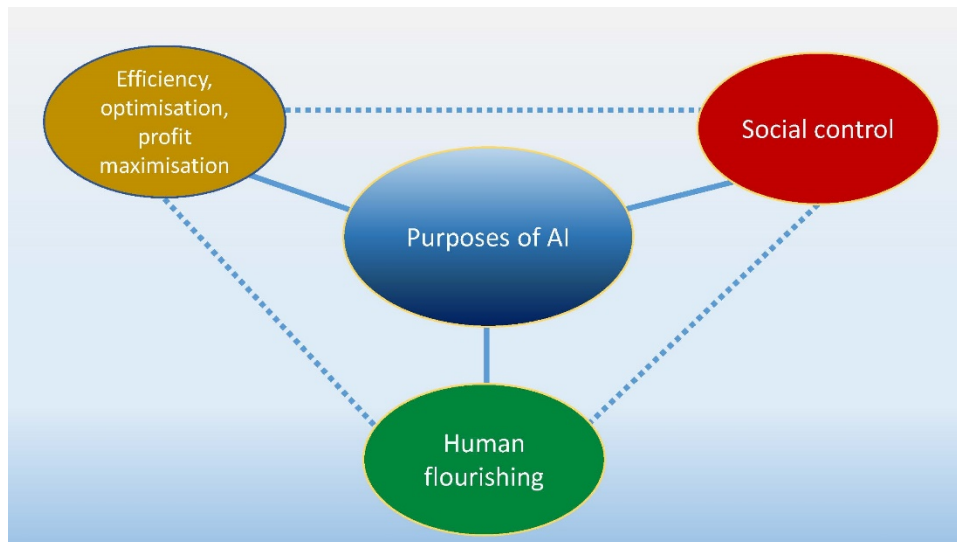 Efficiency,
optimisation,
profit
maximisation
Social control
Purposes of AI
Human
flourishing